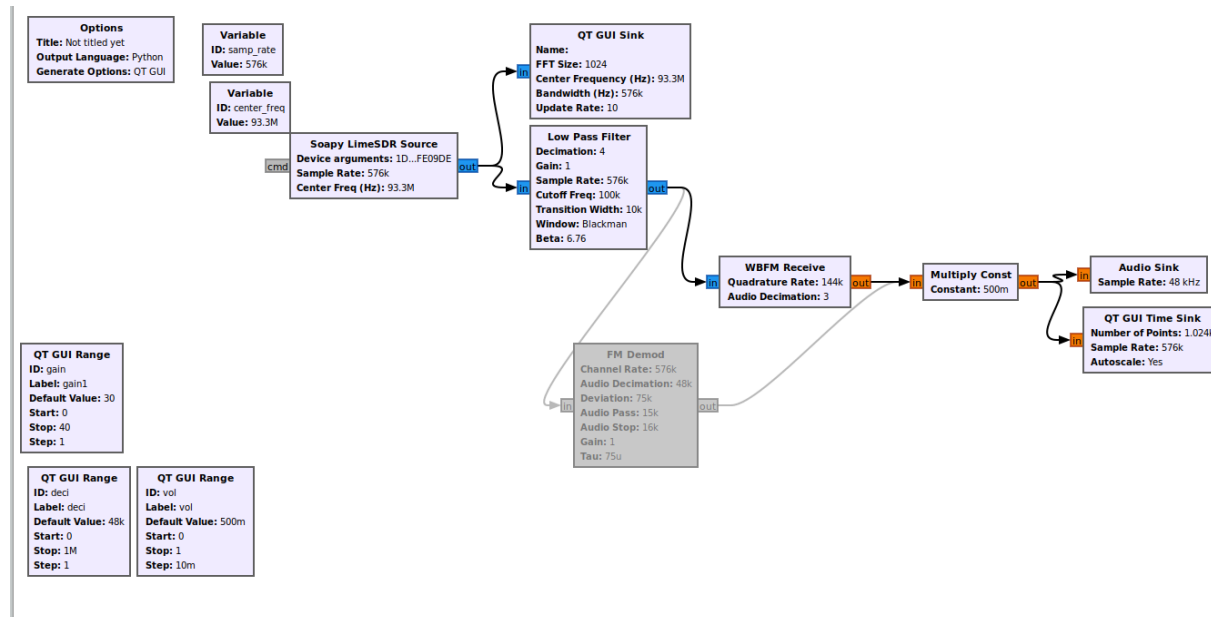 Options
Title: Not titled yet
Output Language: Python
Generate Options: QT GUI
Variable
ID: samp_rate
Value: 576k
Variable
ID: center_freq
Value: 93.3M
Soapy LimeSDR Source
Device arguments: 1D...FE09DE
Sample Rate: 576k
Center Freq (Hz): 93.3M
cmd
out
QT GUI Sink
Name:
FFT Size: 1024
Center Frequency (Hz): 93.3M
Bandwidth (Hz): 576k
Update Rate: 10
in
Low Pass Filter
Decimation: 4
Gain: 1
Sample Rate: 576k
Cutoff Freq: 100k
Transition Width: 10k
Window: Blackman
Beta: 6.76
in
out
WBFM Receive
Quadrature Rate: 144k
Audio Decimation: 3
in
out
Multiply Const
Constant: 500m
in
out
Audio Sink
Sample Rate: 48 kHz
in
QT GUI Time Sink
Number of Points: 1.024k
Sample Rate: 576k
Autoscale: Yes
in
FM Demod
Channel Rate: 576k
Audio Decimation: 48k
Deviation: 75k
Audio Pass: 15k
Audio Stop: 16k
Gain: 1
Tau: 75u
in
out
QT GUI Range
ID: gain
Label: gain1
Default Value: 30
Start: 0
Stop: 40
Step: 1
QT GUI Range
ID: deci
Label: deci
Default Value: 48k
Start: 0
Stop: 1M
Step: 1
QT GUI Range
ID: vol
Label: vol
Default Value: 500m
Start: 0
Stop: 1
Step: 10m